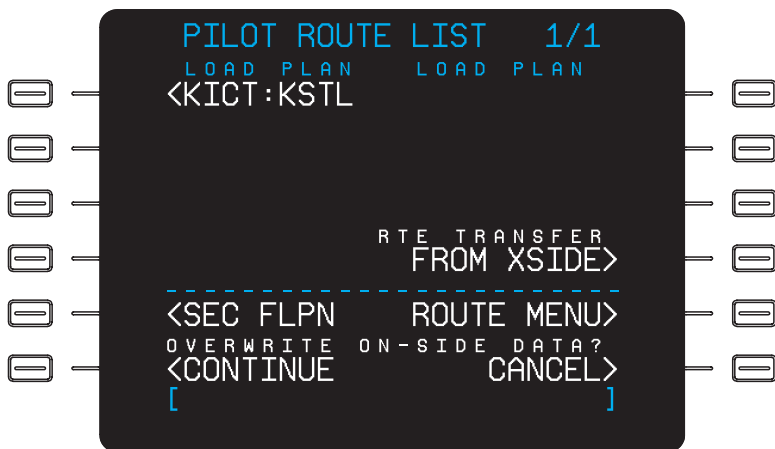 PILOT ROUTE LIST 1/1
LOAD PLAN LOAD PLAN
<KICT:KSTL
RTE TRANSFER
FROM XSIDE>
<SEC FLPN ROUTE MENU>
OVERWRITE ON-SIDE DATA?
<CONTINUE CANCEL>
[ ]